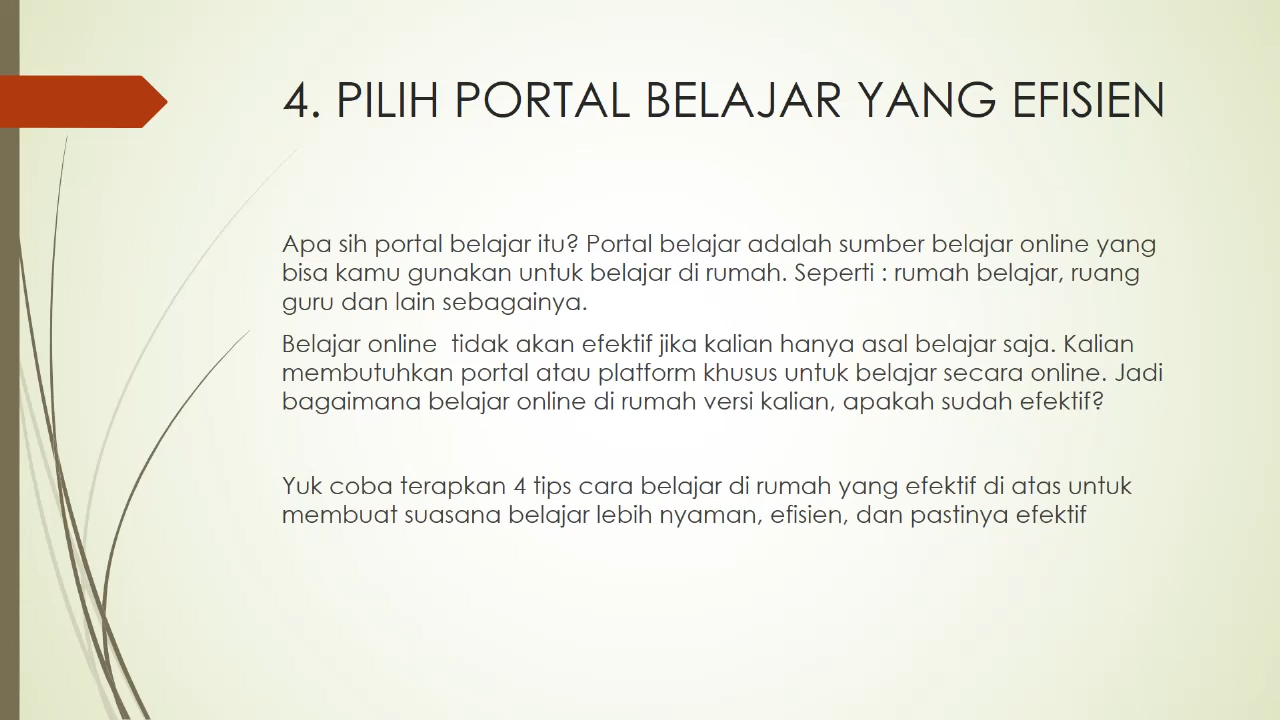 4. PILIH PORTAL BELAJAR YANG EFISIEN
Apa sih portal belajar itu? Portal belajar adalah sumber belajar online yang
bisa kamu gunakan untuk belajar di rumah. Seperti : rumah belajar, ruang
guru dan lain sebagainya.
Belajar online  tidak akan efektif jika kalian hanya asal belajar saja. Kalian
membutuhkan portal atau platform khusus untuk belajar secara online. Jadi
bagaimana belajar online di rumah versi kalian, apakah sudah efektif?
Yuk coba terapkan 4 tips cara belajar di rumah yang efektif di atas untuk
membuat suasana belajar lebih nyaman, efisien, dan pastinya efektif